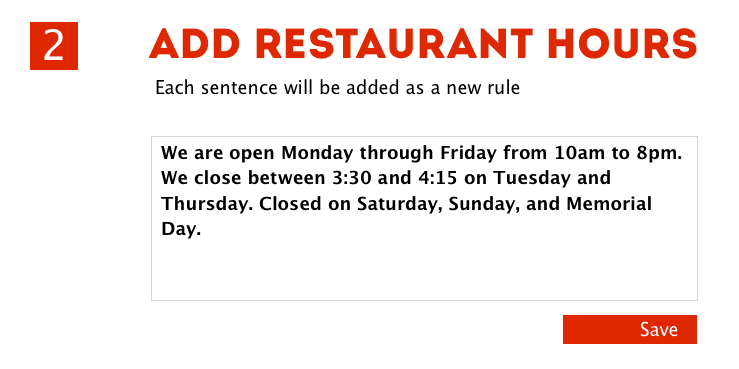 2
ADD RESTAURANT HOURS
Each sentence will be added as a new rule
We are open Monday through Friday from 10am to 8pm.
We close between 3:30 and 4:15 on Tuesday and
Thursday. Closed on Saturday, Sunday, and Memorial
Day.
Save